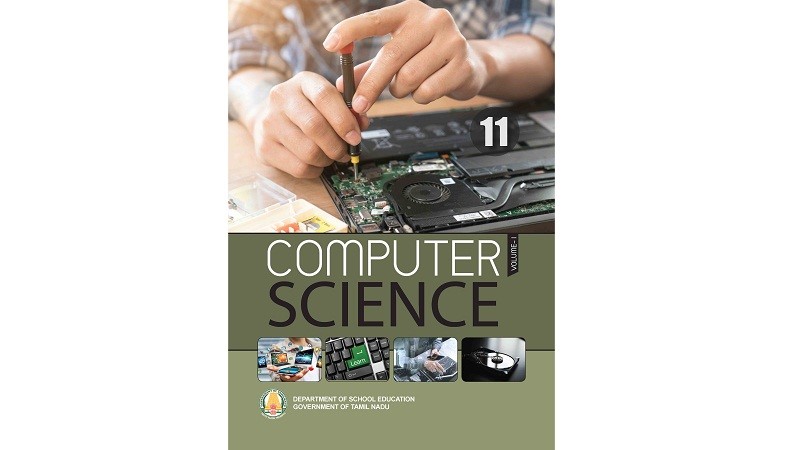 11
COMPUTER
VOLUME- I
SCIENCE
Learn
DEPARTMENT OF SCHOOL EDUCATION
GOVERNMENT OF TAMIL NADU